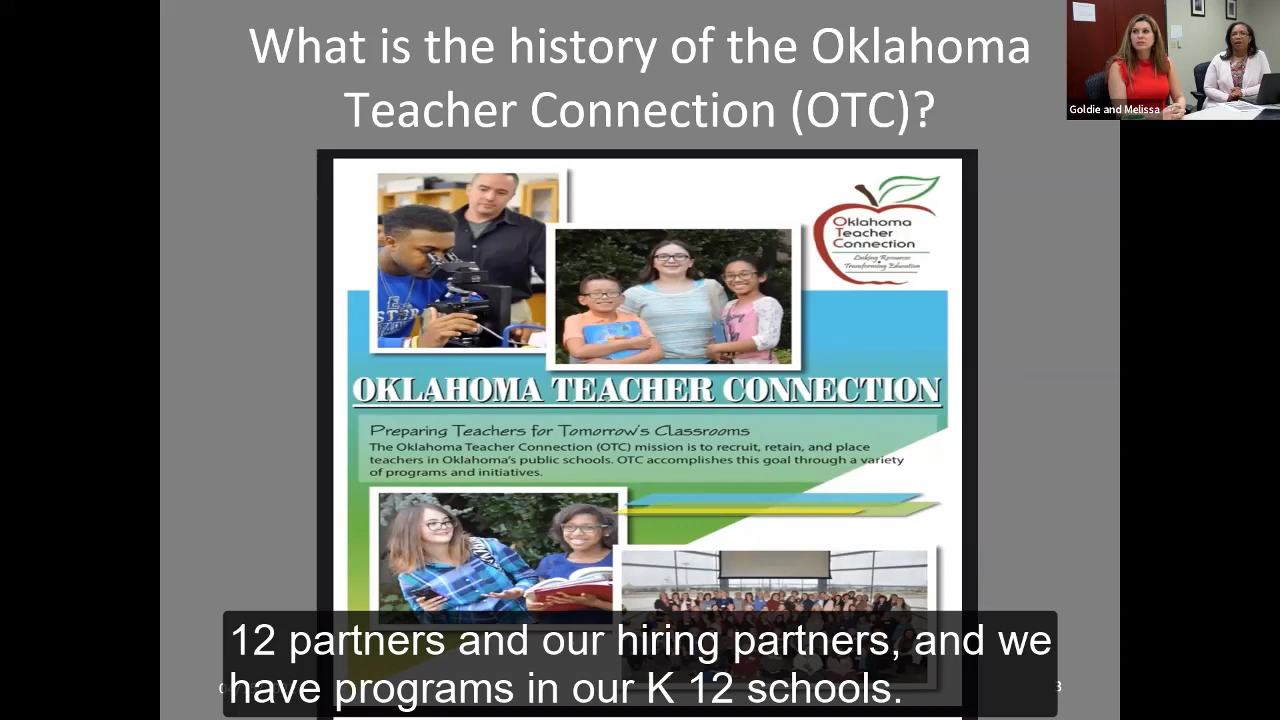 What is the history of the Oklahoma
Teacher Connection (OTC)?
Goldie and Melissa
Oklahoma
Teacher
Connection
Linking Resources
Transforming Education
OKLAHOMA TEACHER CONNECTION
Preparing Teachers for Tomorrow's Classrooms
The Oklahoma Teacher Connection (OTC) mission is to recruit, retain, and place
teachers in Oklahoma's public schools. OTC accomplishes this goal through a variety
of programs and initiatives.
12 partners and our hiring partners, and we
have programs in our K 12 schools.
3